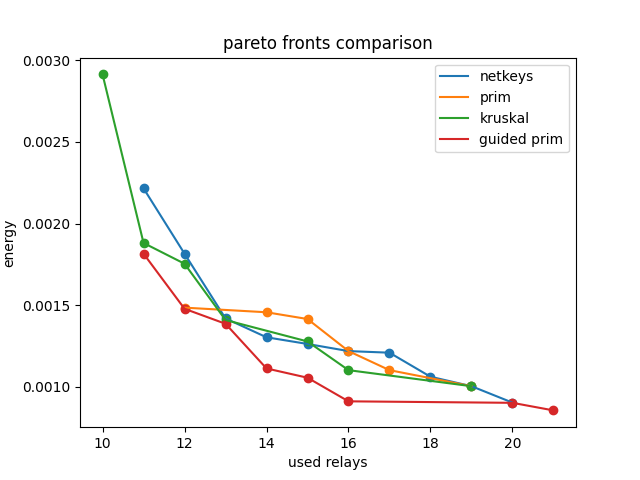 pareto fronts comparison
0.0030
0.0025
0.0020
0.0015
0.0010
energy
10
12
14
16
18
20
used relays
netkeys
prim
kruskal
guided prim